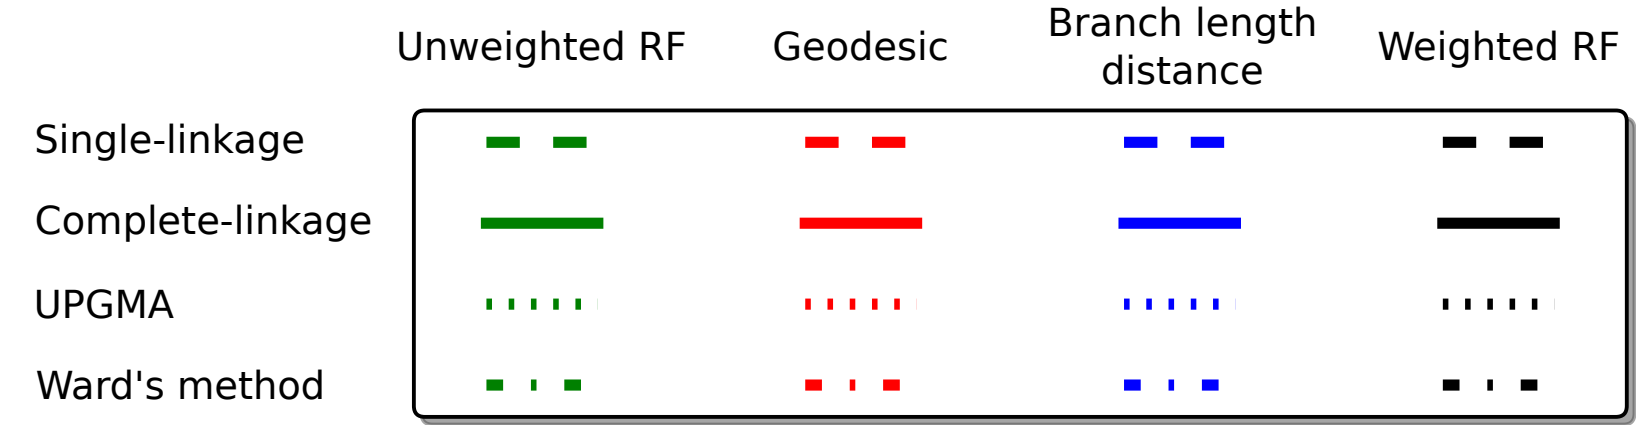 Unweighted RF
Geodesic
Branch length
distance
Weighted RF
Single-linkage
Complete-linkage
UPGMA
Ward's method